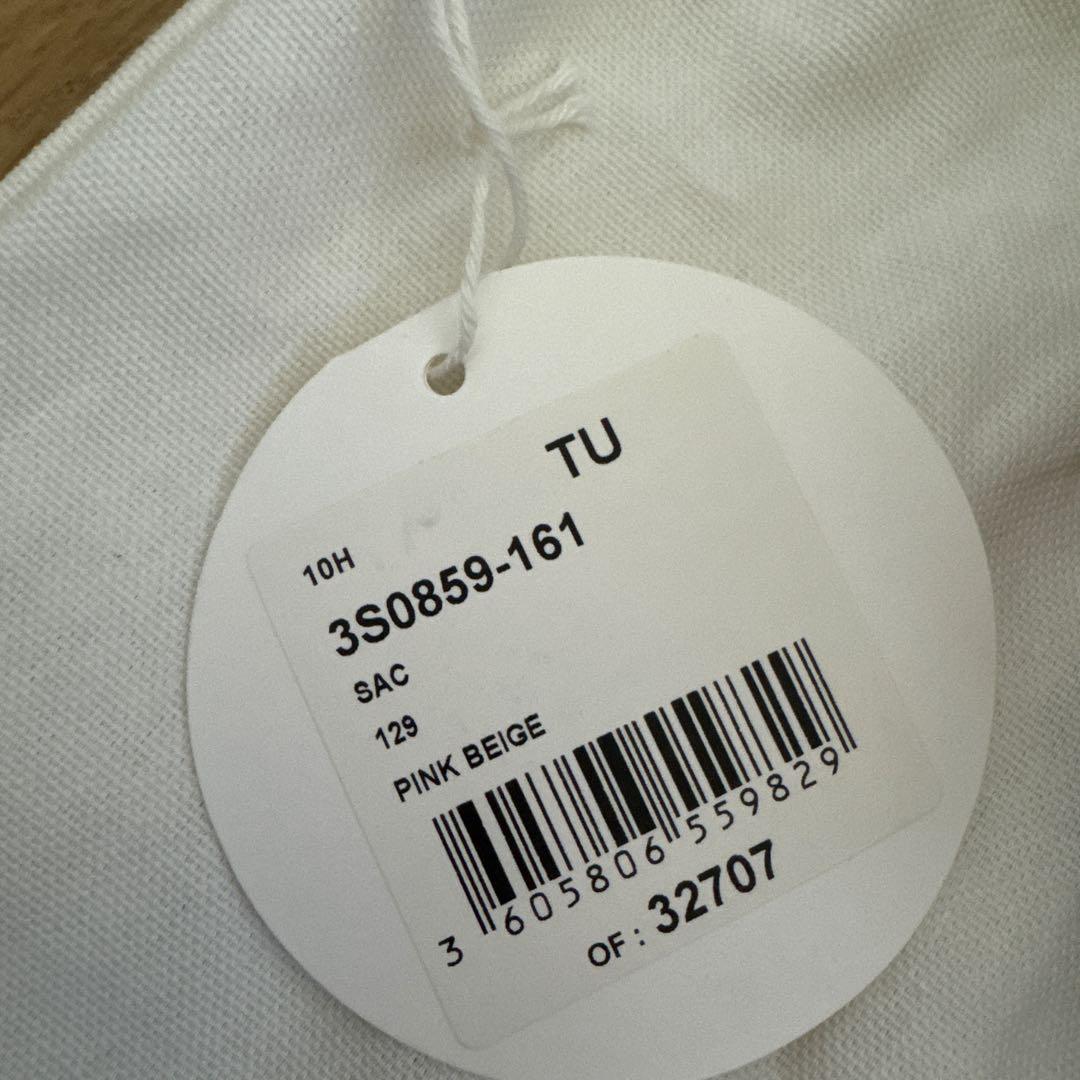 TU
10H
3S0859-161
SAC
129
PINK BEIGE
3 605806 559829
OF : 32707